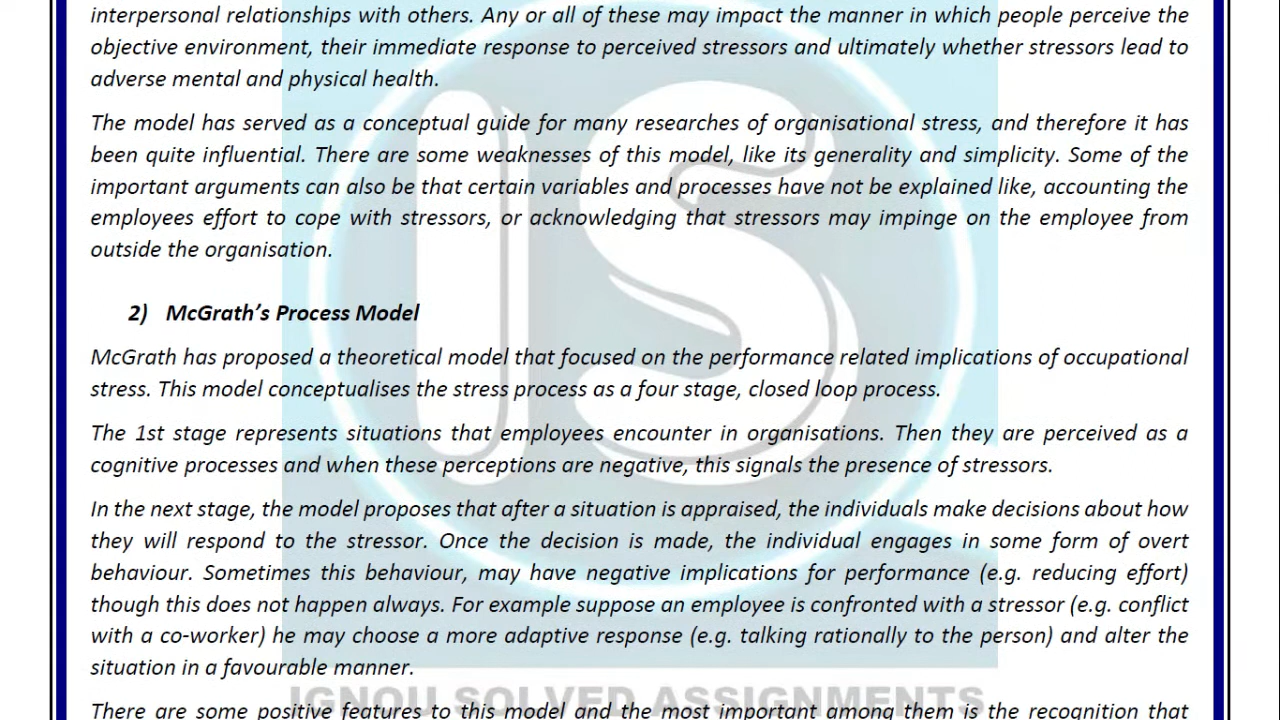 interpersonal relationships with others. Any or all of these may impact the manner in which people perceive the
objective environment, their immediate response to perceived stressors and ultimately whether stressors lead to
adverse mental and physical health.
The model has served as a conceptual guide for many researches of organisational stress, and therefore it has
been quite influential. There are some weaknesses of this model, like its generality and simplicity. Some of the
important arguments can also be that certain variables and processes have not be explained like, accounting the
employees effort to cope with stressors, or acknowledging that stressors may impinge on the employee from
outside the organisation.
2) McGrath’s Process Model
McGrath has proposed a theoretical model that focused on the performance related implications of occupational
stress. This model conceptualises the stress process as a four stage, closed loop process.
The 1st stage represents situations that employees encounter in organisations. Then they are perceived as a
cognitive processes and when these perceptions are negative, this signals the presence of stressors.
In the next stage, the model proposes that after a situation is appraised, the individuals make decisions about how
they will respond to the stressor. Once the decision is made, the individual engages in some form of overt
behaviour. Sometimes this behaviour, may have negative implications for performance (e.g. reducing effort)
though this does not happen always. For example suppose an employee is confronted with a stressor (e.g. conflict
with a co-worker) he may choose a more adaptive response (e.g. talking rationally to the person) and alter the
situation in a favourable manner.
IGNOU SOLVED ASSIGNMENTS
There are some positive features to this model and the most important among them is the recognition that
IS